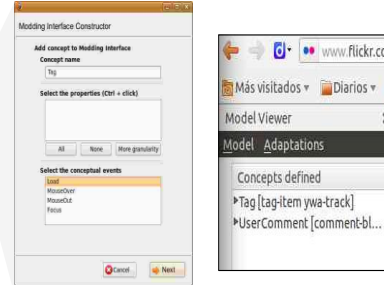 Modding Interface Constructor
Add concept to Modding Interface
Concept name
Tag
Select the properties (Ctrl + click)
All None More granularity
Select the conceptual events
Load
MouseOver
MouseOut
Focus
Cancel Next
www.flickr.co
Más visitados Diarios
Model Viewer
Model Adaptations
Concepts defined
Tag [tag-item ywa-track]
UserComment [comment-bl...